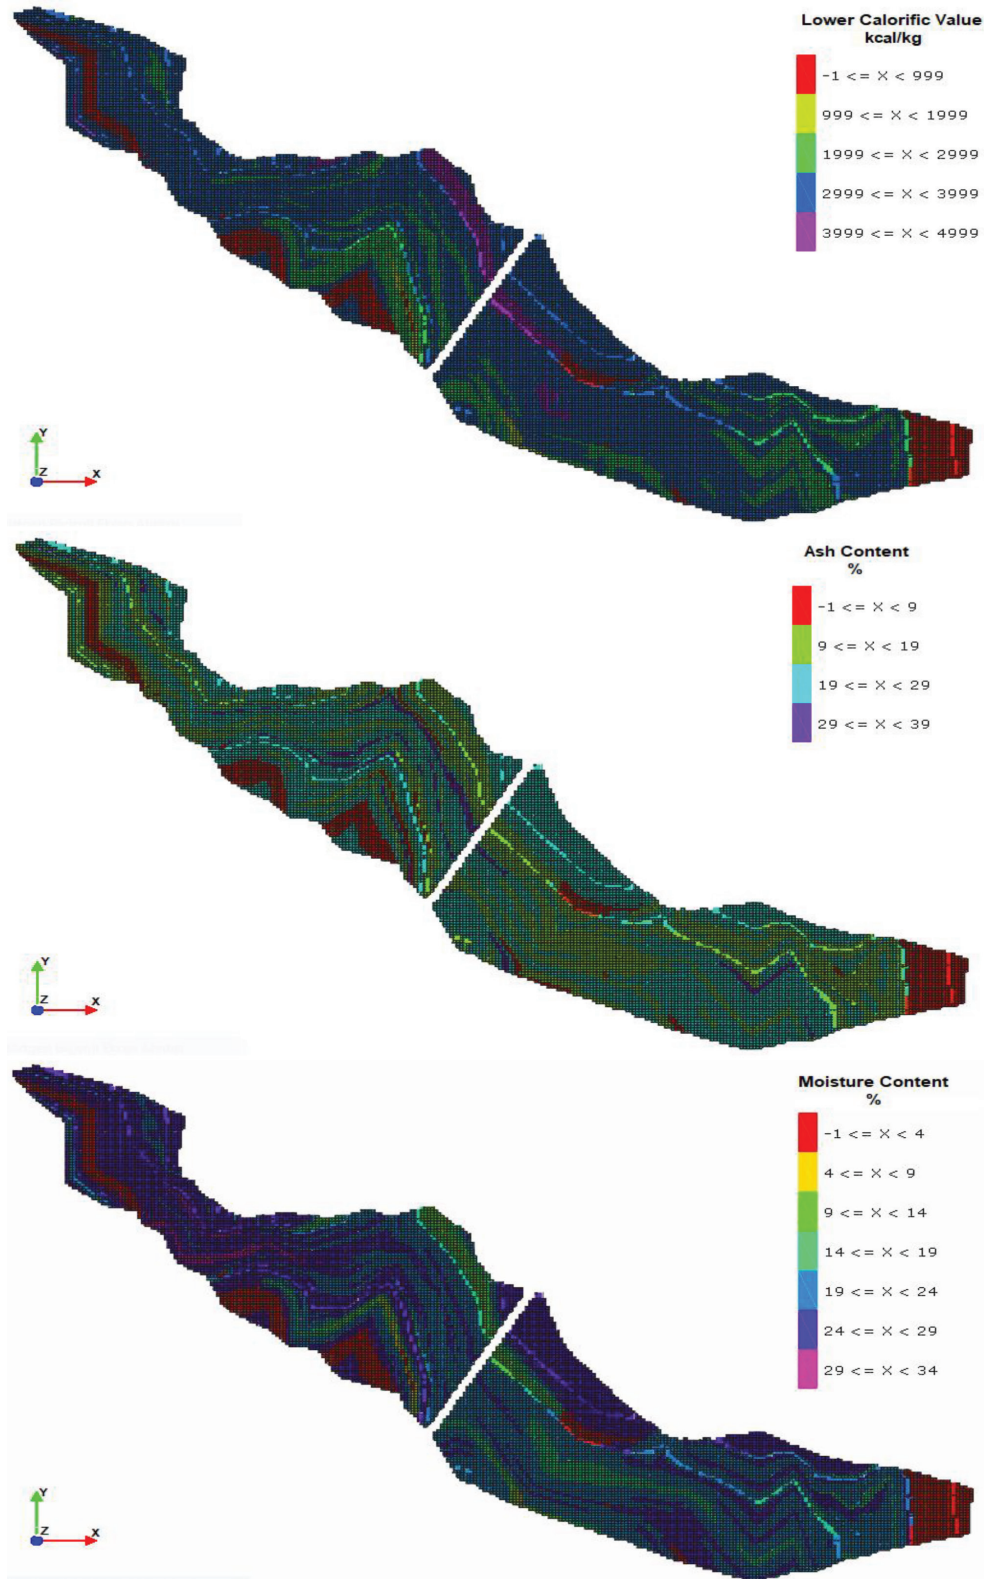 Lower Calorific Value
kcal/kg
-1 <= X < 999
999 <= X < 1999
1999 <= X < 2999
2999 <= X < 3999
3999 <= X < 4999
Y
Z
X
Ash Content
%
-1 <= X < 9
9 <= X < 19
19 <= X < 29
29 <= X < 39
Y
Z
X
Moisture Content
%
-1 <= X < 4
4 <= X < 9
9 <= X < 14
14 <= X < 19
19 <= X < 24
24 <= X < 29
29 <= X < 34
Y
Z
X